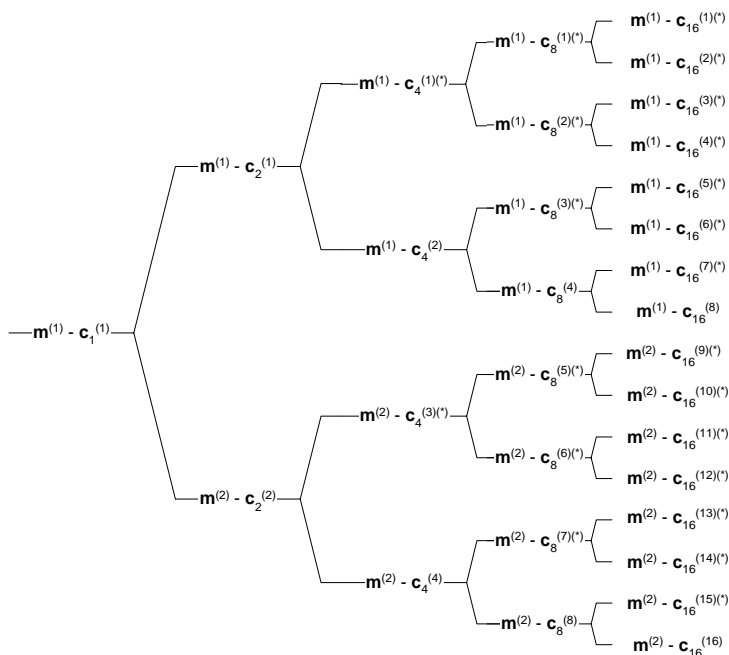 m(1) - c16(1)(*)
m(1) - c8(1)(*)
m(1) - c16(2)(*)
m(1) - c4(1)(*)
m(1) - c16(3)(*)
m(1) - c8(2)(*)
m(1) - c16(4)(*)
m(1) - c2(1)
m(1) - c16(5)(*)
m(1) - c8(3)(*)
m(1) - c16(6)(*)
m(1) - c4(2)
m(1) - c16(7)(*)
m(1) - c8(4)
m(1) - c16(8)
m(1) - c1(1)
m(2) - c16(9)(*)
m(2) - c8(5)(*)
m(2) - c16(10)(*)
m(2) - c4(3)(*)
m(2) - c16(11)(*)
m(2) - c8(6)(*)
m(2) - c16(12)(*)
m(2) - c2(2)
m(2) - c16(13)(*)
m(2) - c8(7)(*)
m(2) - c16(14)(*)
m(2) - c4(4)
m(2) - c16(15)(*)
m(2) - c8(8)
m(2) - c16(16)